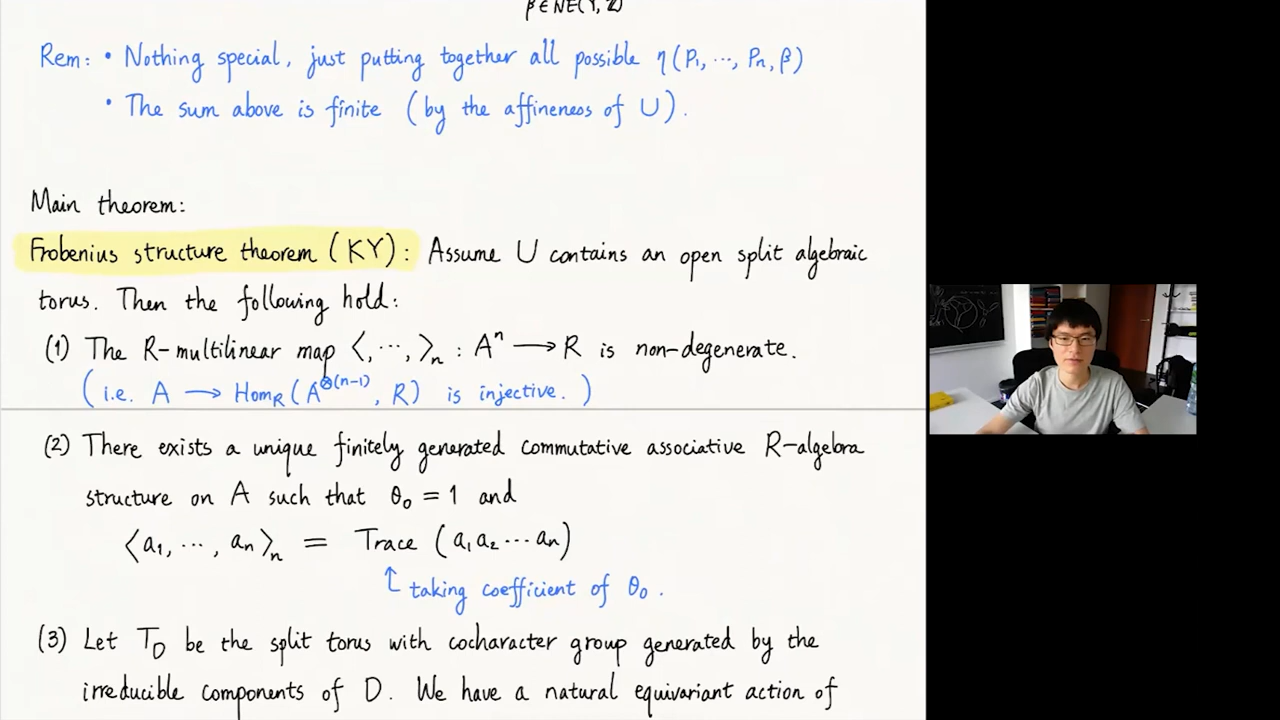 β ∈ NE(Y, Z)
Rem: • Nothing special, just putting together all possible η(P₁, ⋯, Pₙ, β)
• The sum above is finite (by the affineness of U).
Main theorem:
Frobenius structure theorem (KY): Assume U contains an open split algebraic
torus. Then the following hold:
(1) The R-multilinear map ⟨, ⋯, ⟩ₙ : Aⁿ ⟶ R is non-degenerate.
(i.e. A ⟶ Hom_R(A^{⊗(n-1)}, R) is injective.)
(2) There exists a unique finitely generated commutative associative R-algebra
structure on A such that θ₀ = 1 and
⟨a₁, ⋯, aₙ⟩ₙ = Trace (a₁a₂⋯aₙ)
↑ taking coefficient of θ₀.
(3) Let T_D be the split torus with cocharacter group generated by the
irreducible components of D. We have a natural equivariant action of